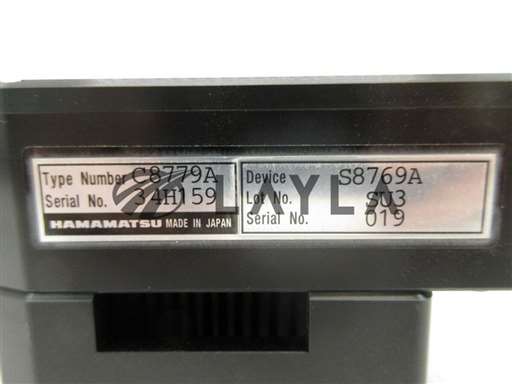 Type Number C8779A
Serial No. 34H159
HAMAMATSU MADE IN JAPAN
Device S8769A
Lot No. SU3
Serial No. 019
LAYLA